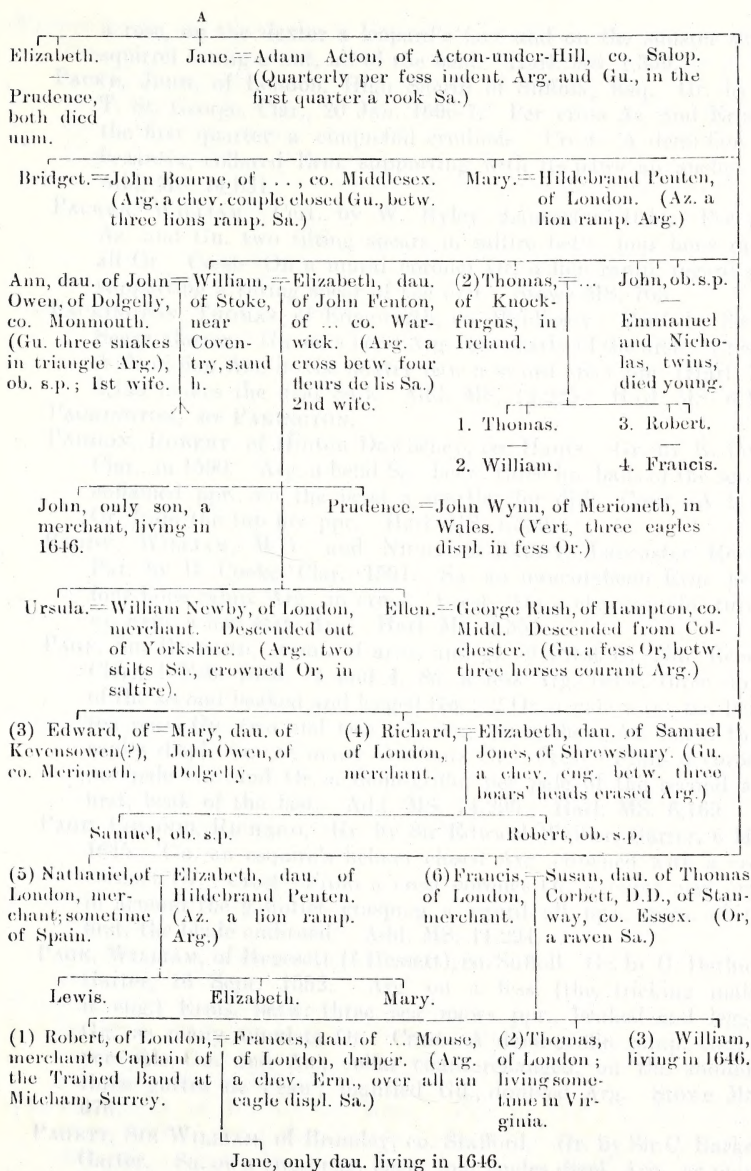 A
Elizabeth. Jane.=Adam Acton, of Acton-under-Hill, co. Salop.
— (Quarterly per fess indent. Arg. and Gu., in the
Prudence, first quarter a rook Sa.)
both died
unm.
Bridget.=John Bourne, of . . . , co. Middlesex. Mary.=Hildebrand Penten,
(Arg. a chev. couple closed Gu., betw. of London. (Az. a
three lions ramp. Sa.) lion ramp. Arg.)
Ann, dau. of John=William,=Elizabeth, dau. (2) Thomas,=... John, ob.s.p.
Owen, of Dolgelly, of Stoke, of John Fenton, of Knock- —
co. Monmouth. near of ... co. War- furgus, in Emmanuel
(Gu. three snakes Coven- wick. (Arg. a Ireland. and Nicho-
in triangle Arg.), try, s.and cross betw. four las, twins,
ob. s.p.; 1st wife. h. fleurs de lis Sa.) died young.
2nd wife.
1. Thomas. 3. Robert.
— —
2. William. 4. Francis.
John, only son, a Prudence.=John Wynn, of Merioneth, in
merchant, living in Wales. (Vert, three eagles
1646. displ. in fess Or.)
Ursula.=William Newby, of London, Ellen.=George Rush, of Hampton, co.
merchant. Descended out Midd. Descended from Col-
of Yorkshire. (Arg. two chester. (Gu. a fess Or, betw.
stilts Sa., crowned Or, in three horses courant Arg.)
saltire).
(3) Edward, of=Mary, dau. of (4) Richard,=Elizabeth, dau. of Samuel
Kevensowen(?), John Owen, of of London, Jones, of Shrewsbury. (Gu.
co. Merioneth. Dolgelly. merchant. a chev. eng. betw. three
boars' heads erased Arg.)
Samuel, ob. s.p. Robert, ob. s.p.
(5) Nathaniel, of=Elizabeth, dau. of (6) Francis,=Susan, dau. of Thomas
London, mer- Hildebrand Penten. of London, Corbett, D.D., of Stan-
chant; sometime (Az. a lion ramp. merchant. way, co. Essex. (Or,
of Spain. Arg.) a raven Sa.)
Lewis. Elizabeth. Mary.
(1) Robert, of London,=Frances, dau. of ... Mouse, (2) Thomas, (3) William,
merchant; Captain of of London, draper. (Arg. of London; living in 1646.
the Trained Band at a chev. Erm., over all an living some-
Mitcham, Surrey. eagle displ. Sa.) time in Vir-
ginia.
Jane, only dau. living in 1646.